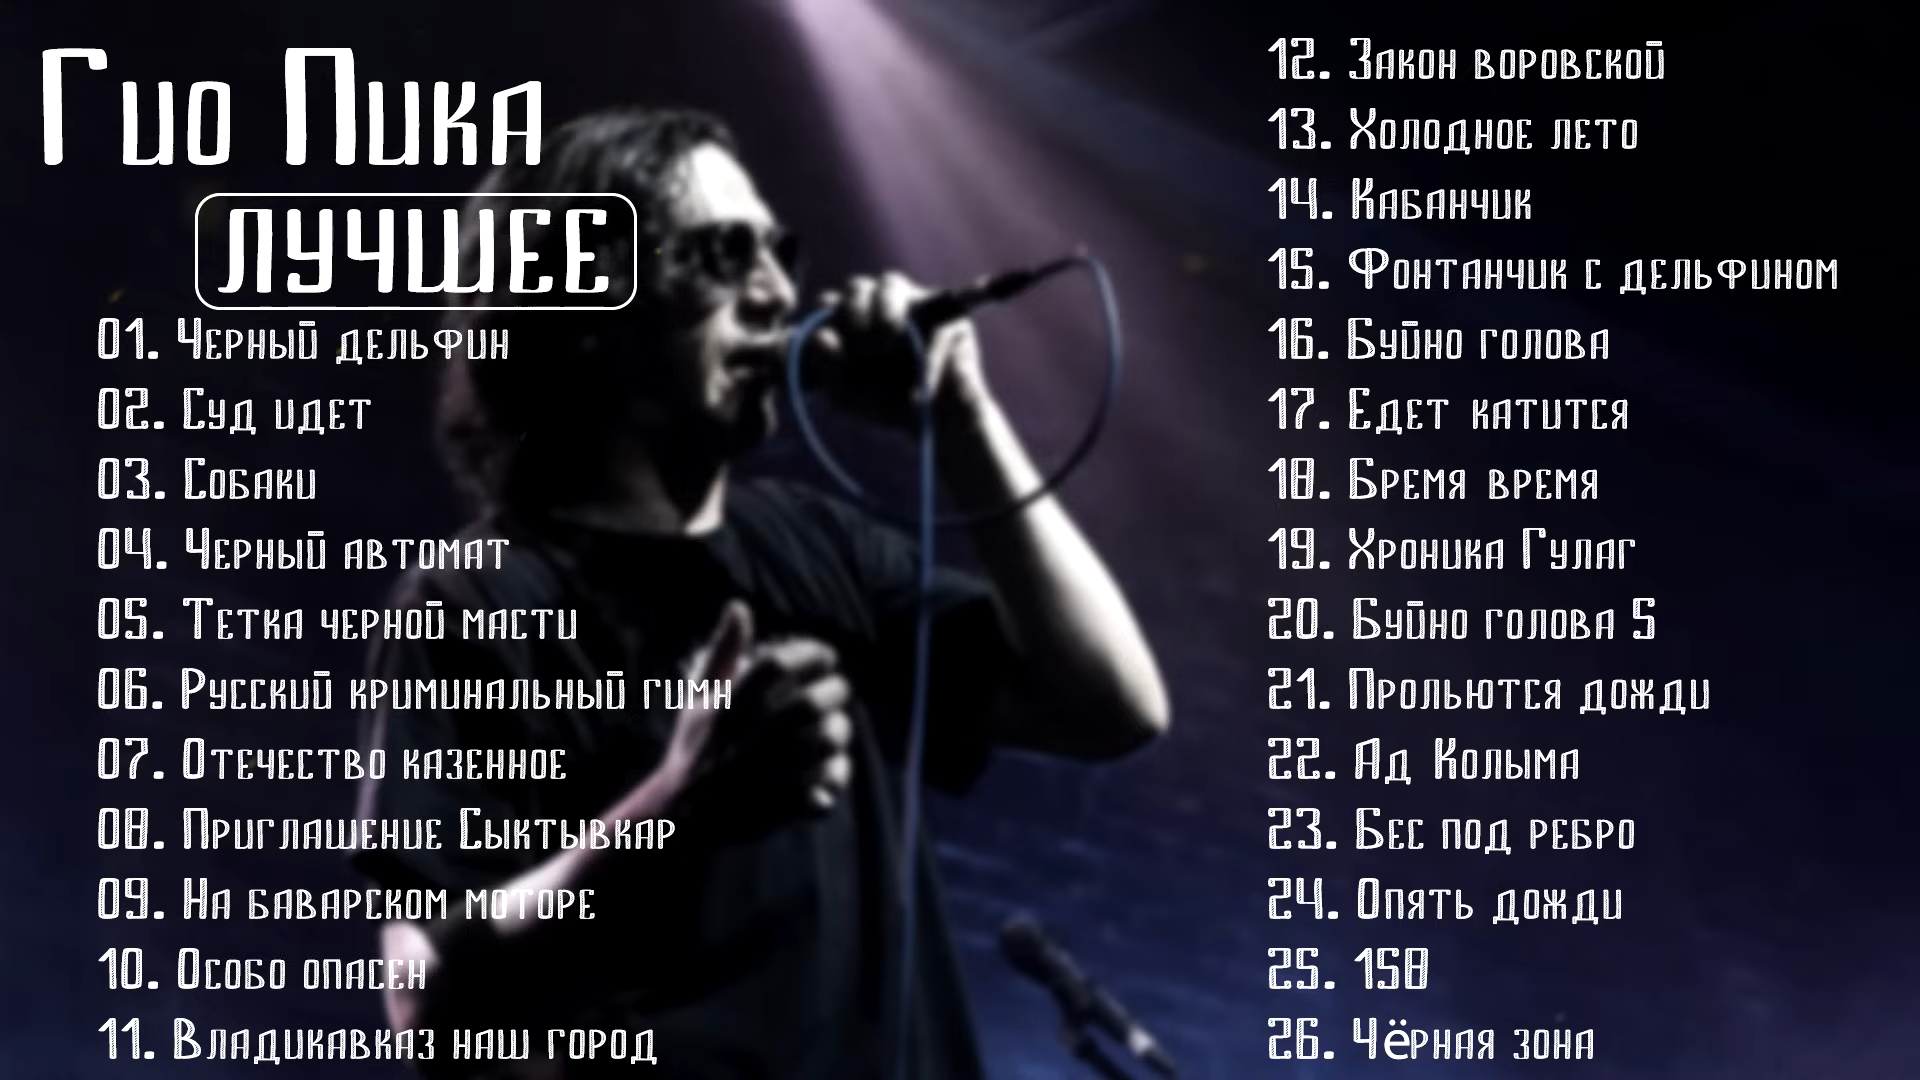 Гио Пика
ЛУЧШЕЕ
01. Черный дельфин
02. Суд идет
03. Собаки
04. Черный автомат
05. Тетка черной масти
06. Русский криминальный гимн
07. Отечество казенное
08. Приглашение Сыктывкар
09. На баварском моторе
10. Особо опасен
11. Владикавказ наш город
12. Закон воровской
13. Холодное лето
14. Кабанчик
15. Фонтанчик с дельфином
16. Буйно голова
17. Едет катится
18. Бремя время
19. Хроника Гулаг
20. Буйно голова 5
21. Прольются дожди
22. Ад Колыма
23. Бес под ребро
24. Опять дожди
25. 158
26. Чёрная зона